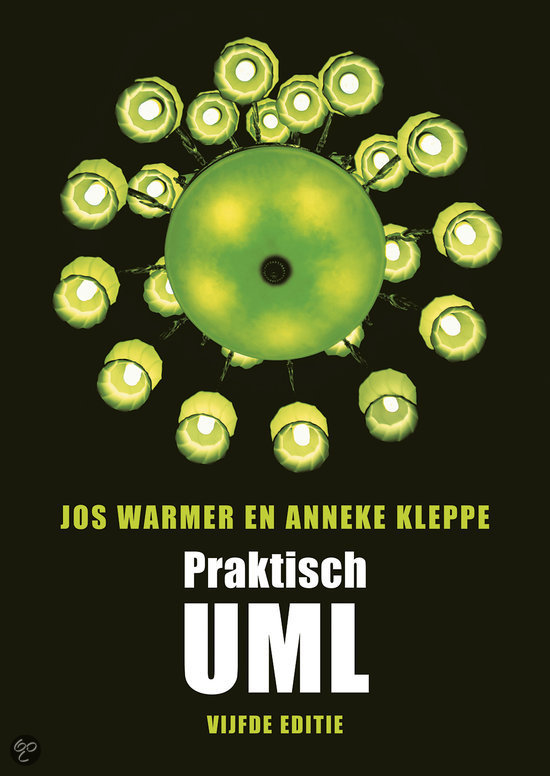 JOS WARMER EN ANNEKE KLEPPE
Praktisch
UML
VIJFDE EDITIE